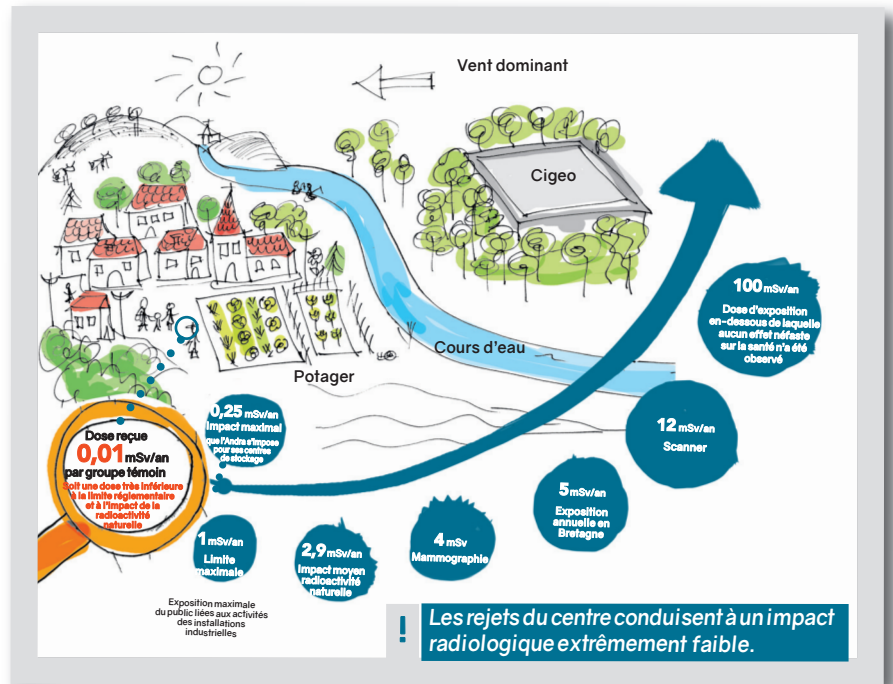 Vent dominant
Cigeo
Cours d'eau
Potager
100 mSv/an
Dose d'exposition
en-dessous de laquelle
aucun effet néfaste
sur la santé n'a été
observé
12 mSv/an
Scanner
5 mSv/an
Exposition
annuelle en
Bretagne
4 mSv
Mammographie
2,9 mSv/an
Impact moyen
radioactivité
naturelle
1 mSv/an
Limite
maximale
Exposition maximale
du public liées aux activités
des installations
industrielles
0,25 mSv/an
Impact maximal
que l'Andra s'impose
pour ses centres
de stockage
Dose reçue
0,01 mSv/an
par groupe témoin
Soit une dose très inférieure
à la limite réglementaire
et à l'impact de la
radioactivité
naturelle
! Les rejets du centre conduisent à un impact
radiologique extrêmement faible.